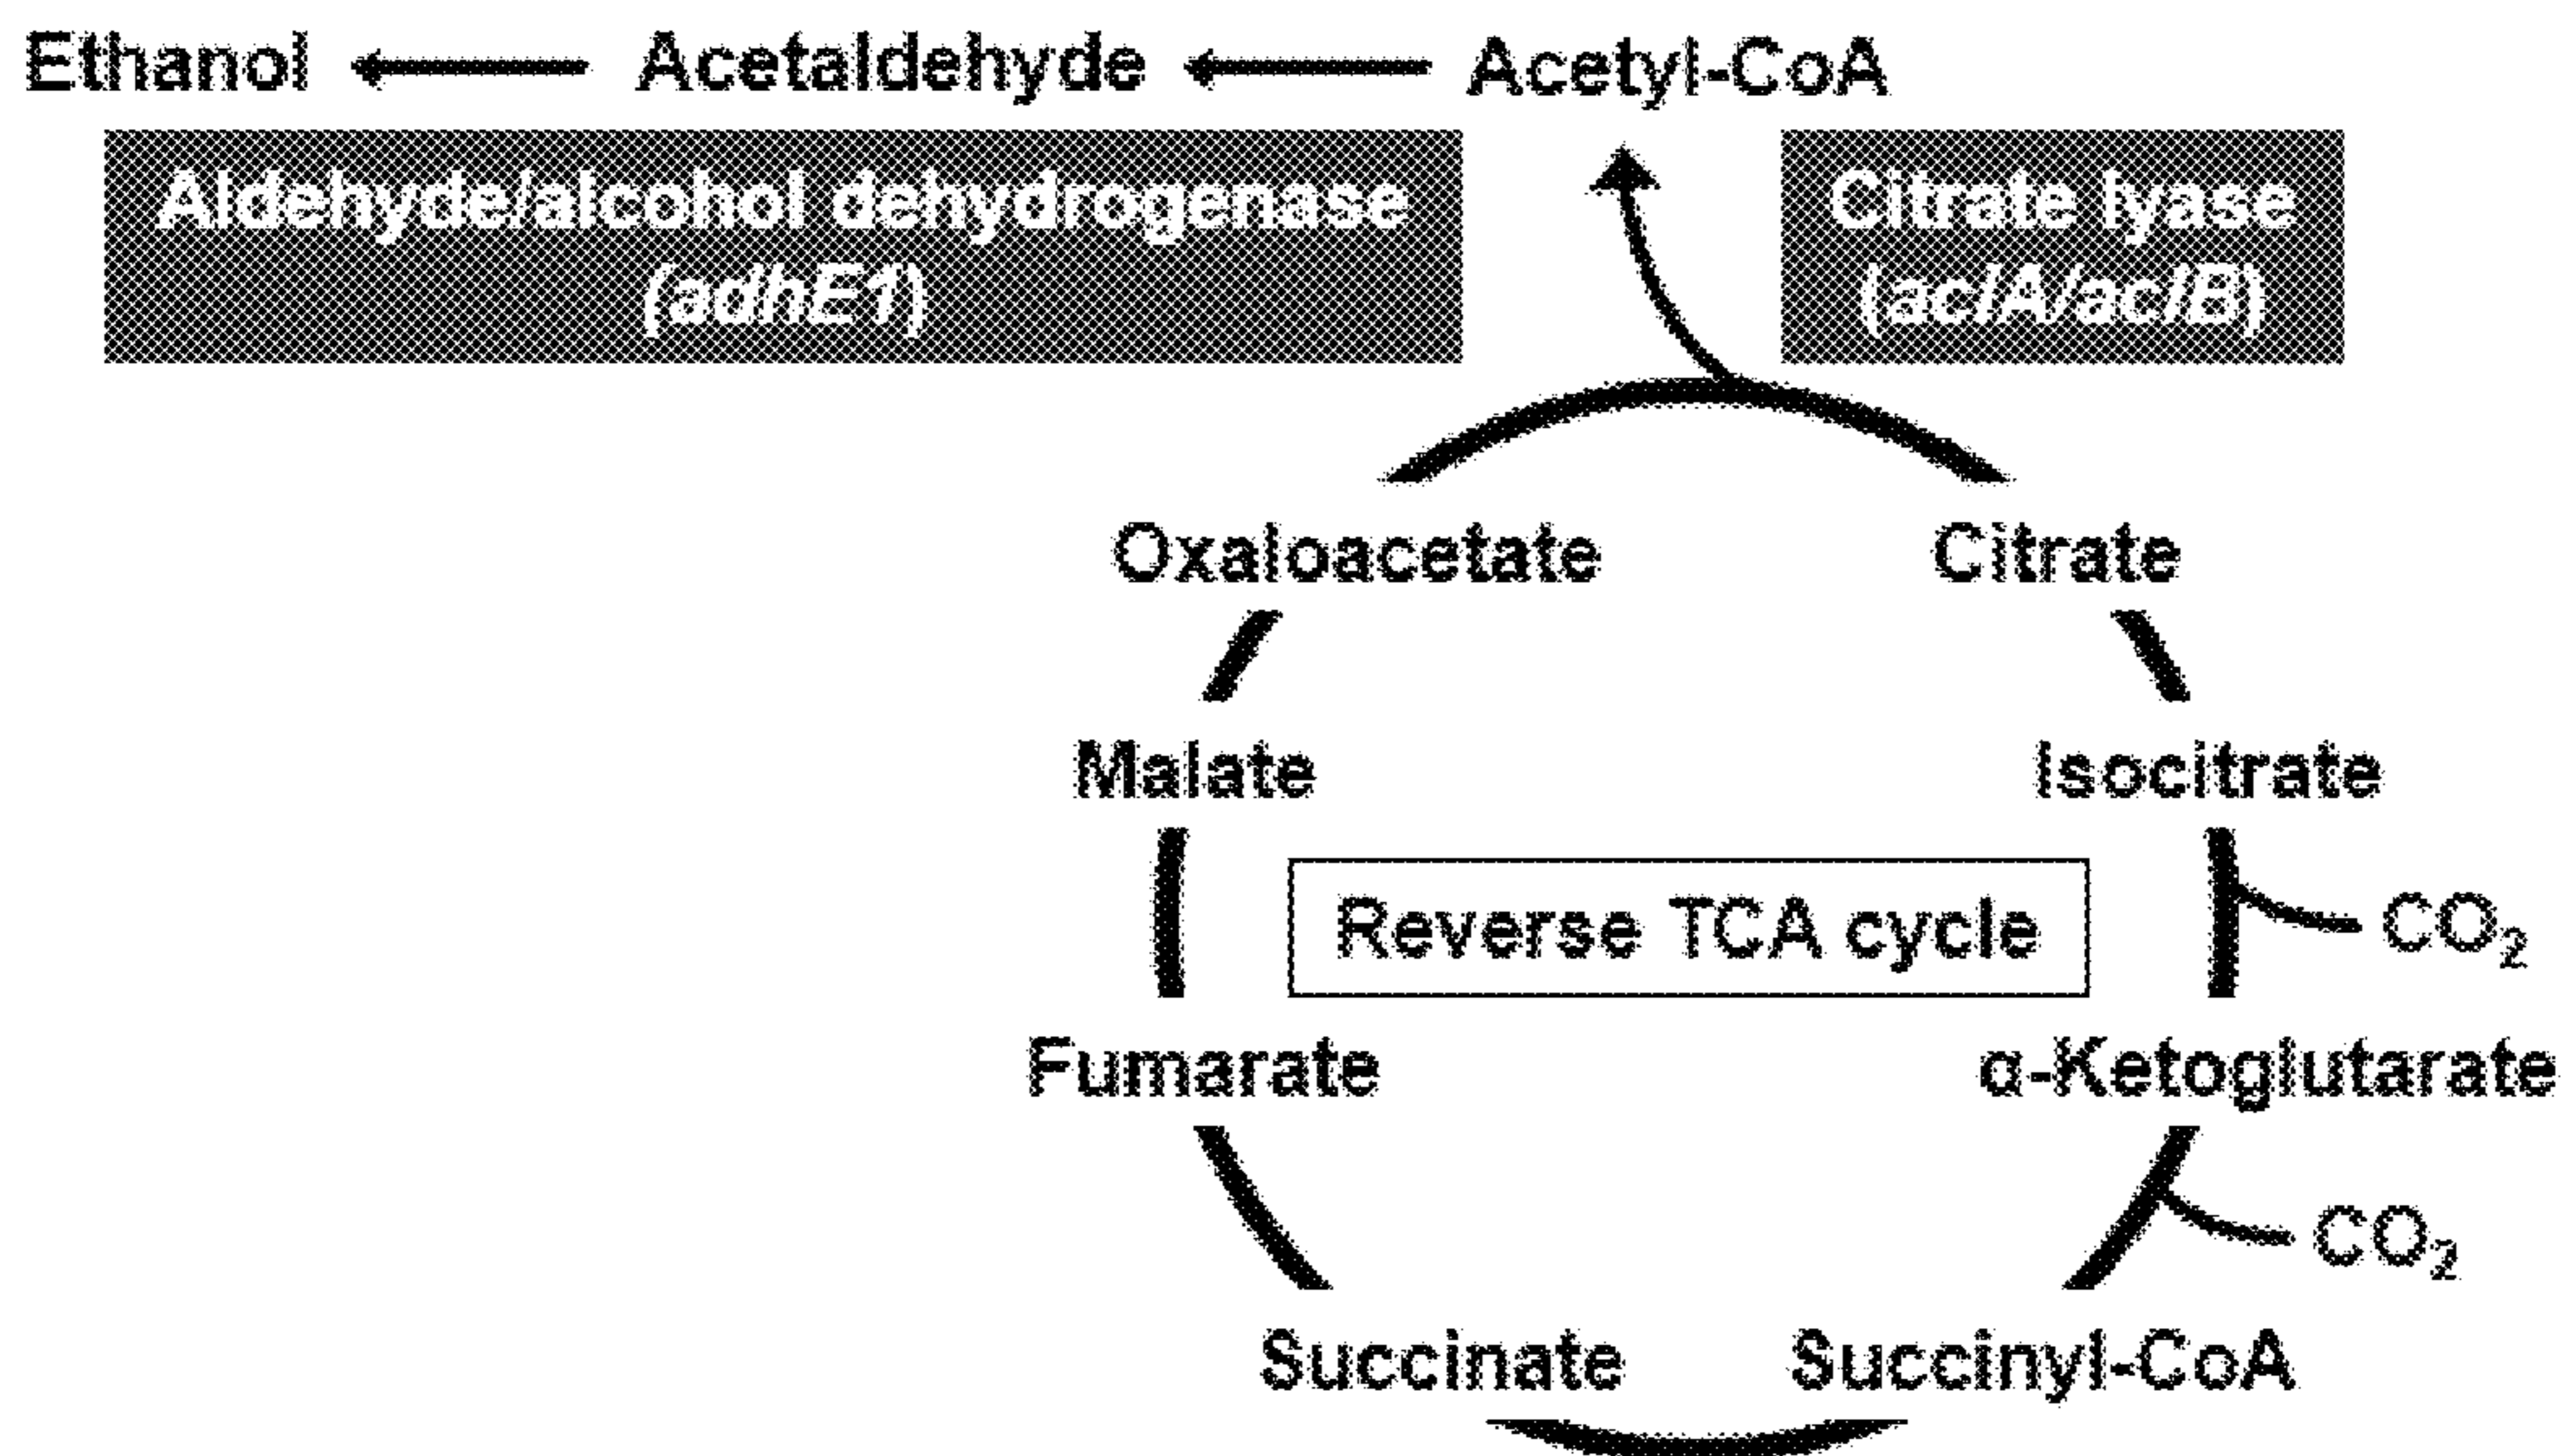 Ethanol Acetaldehyde Acetyl-CoA
Aldehyde/alcohol dehydrogenase
(adhE1)
Citrate lyase
(aclA/aclB)
Oxaloacetate Citrate
Malate Isocitrate
Reverse TCA cycle
CO₂
Fumarate α-Ketoglutarate
CO₂
Succinate Succinyl-CoA